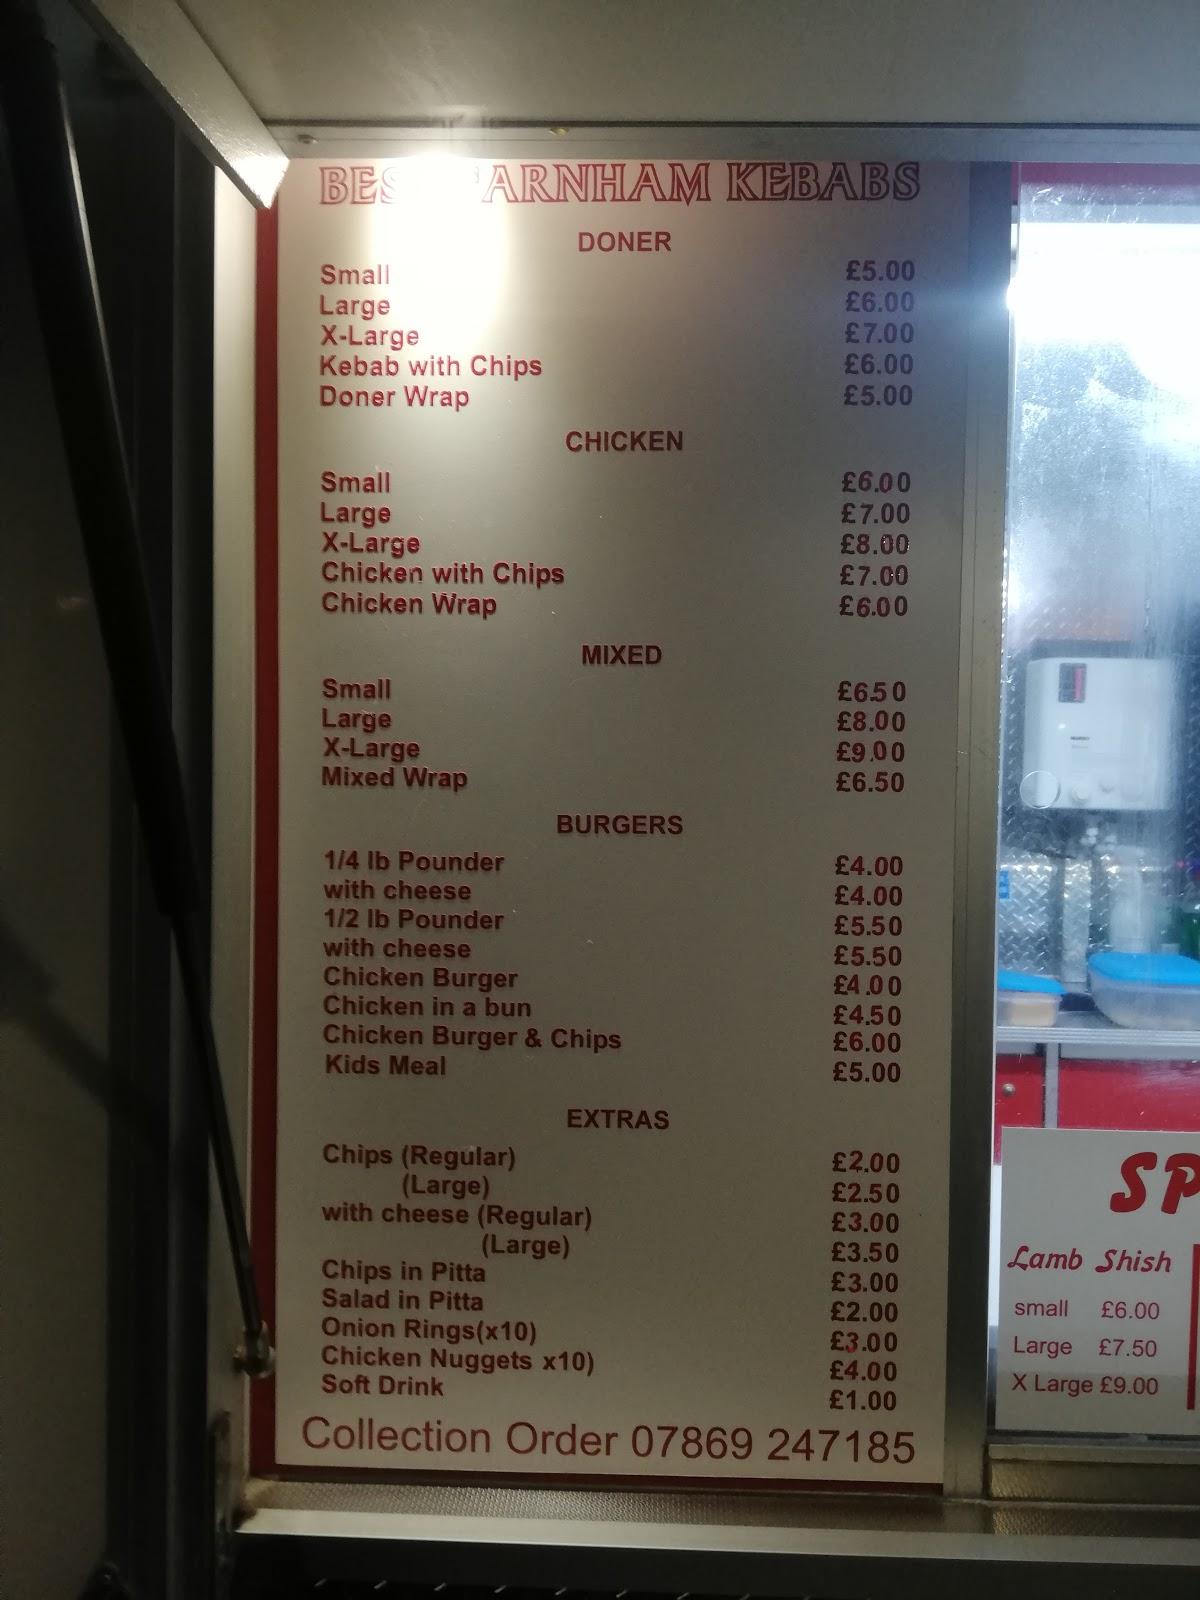 BEST FARNHAM KEBABS
DONER
Small £5.00
Large £6.00
X-Large £7.00
Kebab with Chips £6.00
Doner Wrap £5.00
CHICKEN
Small £6.00
Large £7.00
X-Large £8.00
Chicken with Chips £7.00
Chicken Wrap £6.00
MIXED
Small £6.50
Large £8.00
X-Large £9.00
Mixed Wrap £6.50
BURGERS
1/4 lb Pounder £4.00
with cheese £4.00
1/2 lb Pounder £5.50
with cheese £5.50
Chicken Burger £4.00
Chicken in a bun £4.50
Chicken Burger & Chips £6.00
Kids Meal £5.00
EXTRAS
Chips (Regular) £2.00
(Large) £2.50
with cheese (Regular) £3.00
(Large) £3.50
Chips in Pitta £3.00
Salad in Pitta £2.00
Onion Rings(x10) £3.00
Chicken Nuggets x10) £4.00
Soft Drink £1.00
Collection Order 07869 247185
SP
Lamb Shish
small £6.00
Large £7.50
X Large £9.00